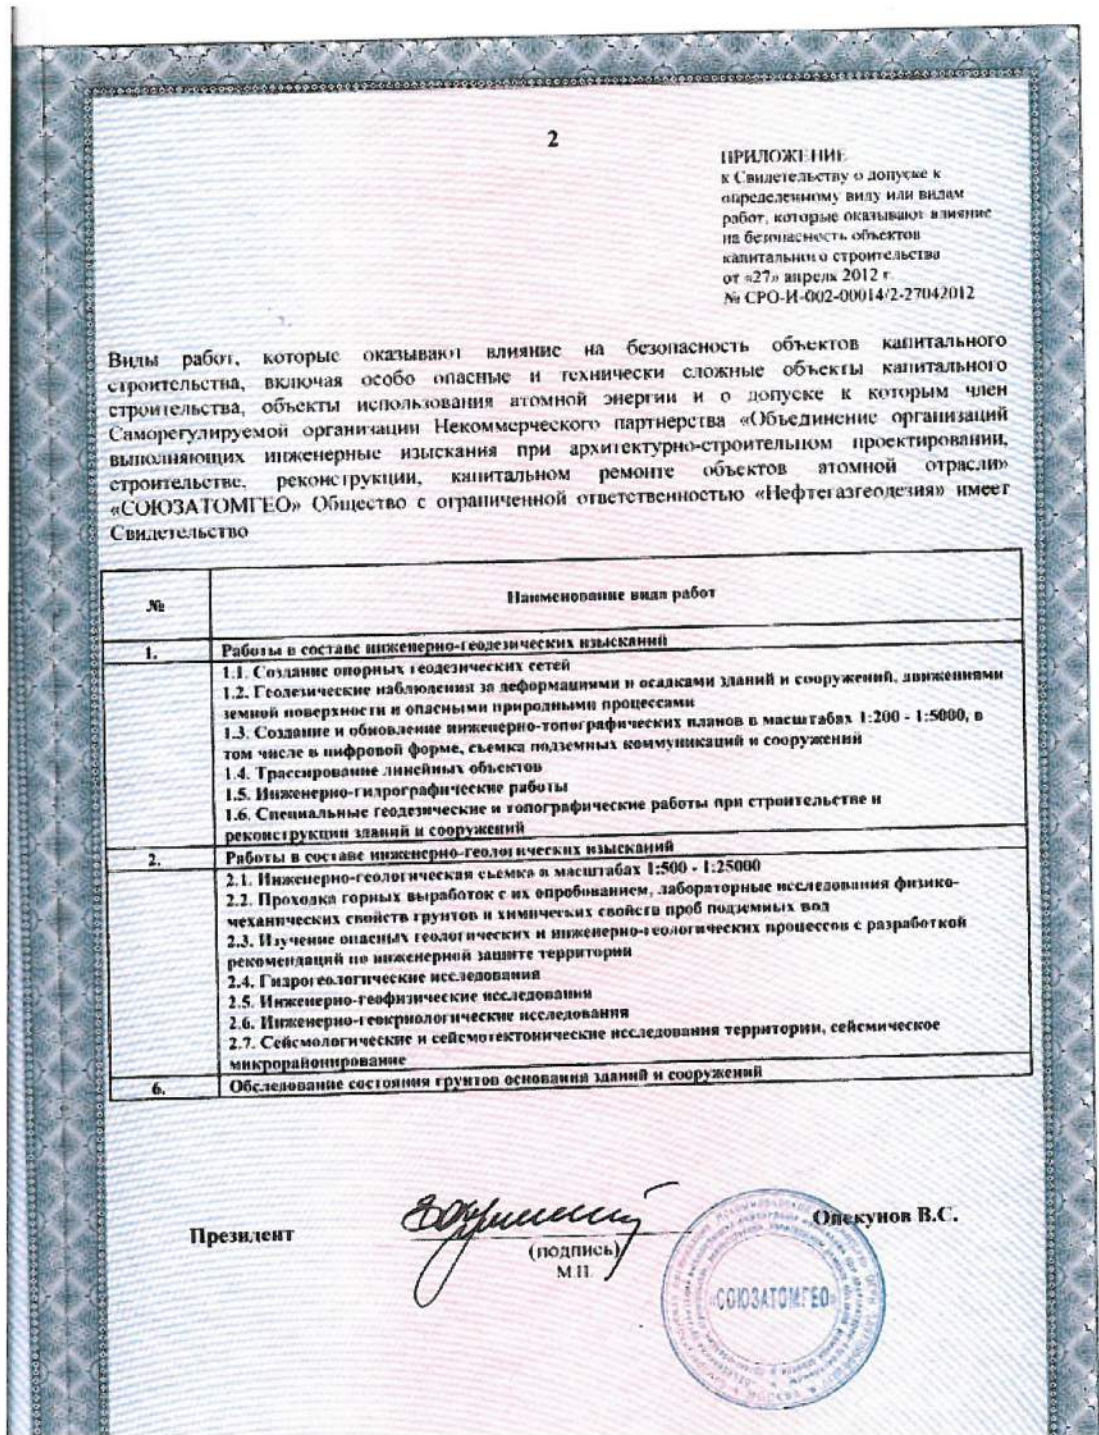 2
ПРИЛОЖЕНИЕ
к Свидетельству о допуске к
определенному виду или видам
работ, которые оказывают влияние
на безопасность объектов
капитального строительства
от «27» апреля 2012 г.
№ СРО-И-002-00014/2-27042012
Виды работ, которые оказывают влияние на безопасность объектов капитального
строительства, включая особо опасные и технически сложные объекты капитального
строительства, объекты использования атомной энергии и о допуске к которым член
Саморегулируемой организации Некоммерческого партнерства «Объединение организаций
выполняющих инженерные изыскания при архитектурно-строительном проектировании,
строительстве, реконструкции, капитальном ремонте объектов атомной отрасли»
«СОЮЗАТОМГЕО» Общество с ограниченной ответственностью «Нефтегазгеодезия» имеет
Свидетельство
№ Наименование вида работ
1. Работы в составе инженерно-геодезических изысканий
1.1. Создание опорных геодезических сетей
1.2. Геодезические наблюдения за деформациями и осадками зданий и сооружений, движениями
земной поверхности и опасными природными процессами
1.3. Создание и обновление инженерно-топографических планов в масштабах 1:200 - 1:5000, в
том числе в цифровой форме, съемка подземных коммуникаций и сооружений
1.4. Трассирование линейных объектов
1.5. Инженерно-гидрографические работы
1.6. Специальные геодезические и топографические работы при строительстве и
реконструкции зданий и сооружений
2. Работы в составе инженерно-геологических изысканий
2.1. Инженерно-геологическая съемка в масштабах 1:500 - 1:25000
2.2. Проходка горных выработок с их опробованием, лабораторные исследования физико-
механических свойств грунтов и химических свойств проб подземных вод
2.3. Изучение опасных геологических и инженерно-геологических процессов с разработкой
рекомендаций по инженерной защите территории
2.4. Гидрогеологические исследования
2.5. Инженерно-геофизические исследования
2.6. Инженерно-геокриологические исследования
2.7. Сейсмологические и сейсмотектонические исследования территории, сейсмическое
микрорайонирование
6. Обследование состояния грунтов основания зданий и сооружений
Президент
(подпись)
М.П.
Опекунов В.С.
«СОЮЗАТОМГЕО»